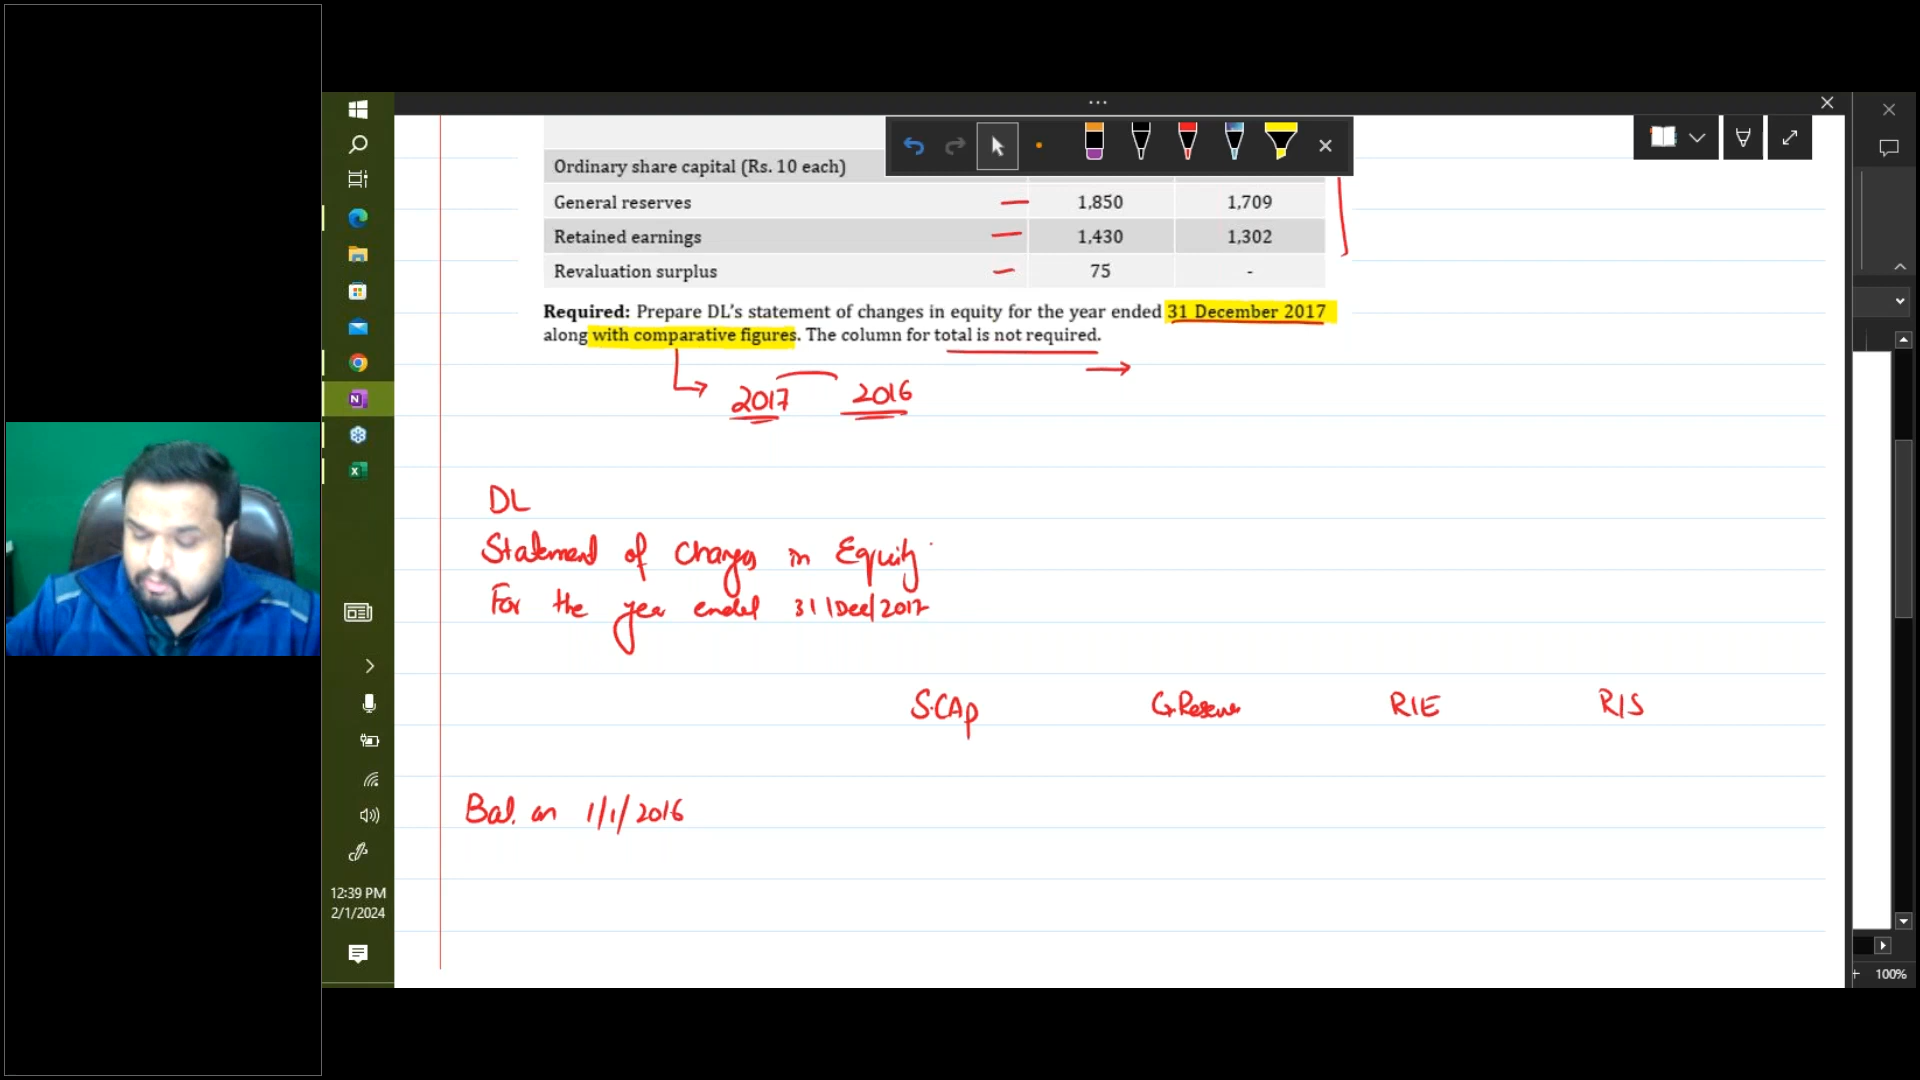 Ordinary share capital (Rs. 10 each)
General reserves 1,850 1,709
Retained earnings 1,430 1,302
Revaluation surplus 75 -
Required: Prepare DL's statement of changes in equity for the year ended 31 December 2017
along with comparative figures. The column for total is not required.
2017 2016
DL
Statement of Changes in Equity
For the year ended 31/Dec/2017
S.CAp G.Reserve R/E R/S
Bal. on 1/1/2016
12:39 PM
2/1/2024
100%